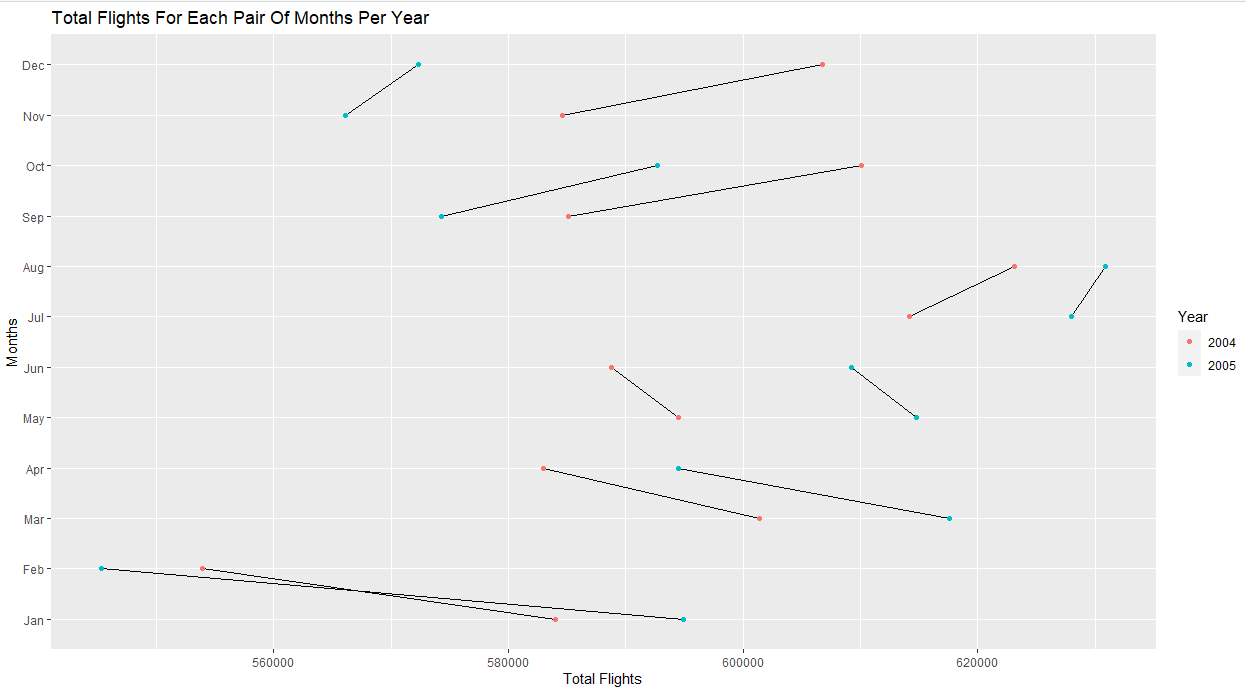 Total Flights For Each Pair Of Months Per Year
Dec
Nov
Oct
Sep
Aug
Jul
Jun
May
Apr
Mar
Feb
Jan
Months
560000 580000 600000 620000
Total Flights
Year
2004
2005